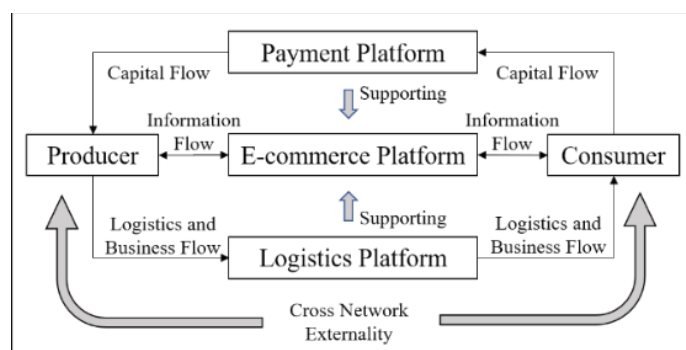 Payment Platform
Capital Flow
Capital Flow
Supporting
Information
Flow
Information
Flow
Producer
E-commerce Platform
Consumer
Supporting
Logistics and
Business Flow
Logistics and
Business Flow
Logistics Platform
Cross Network
Externality